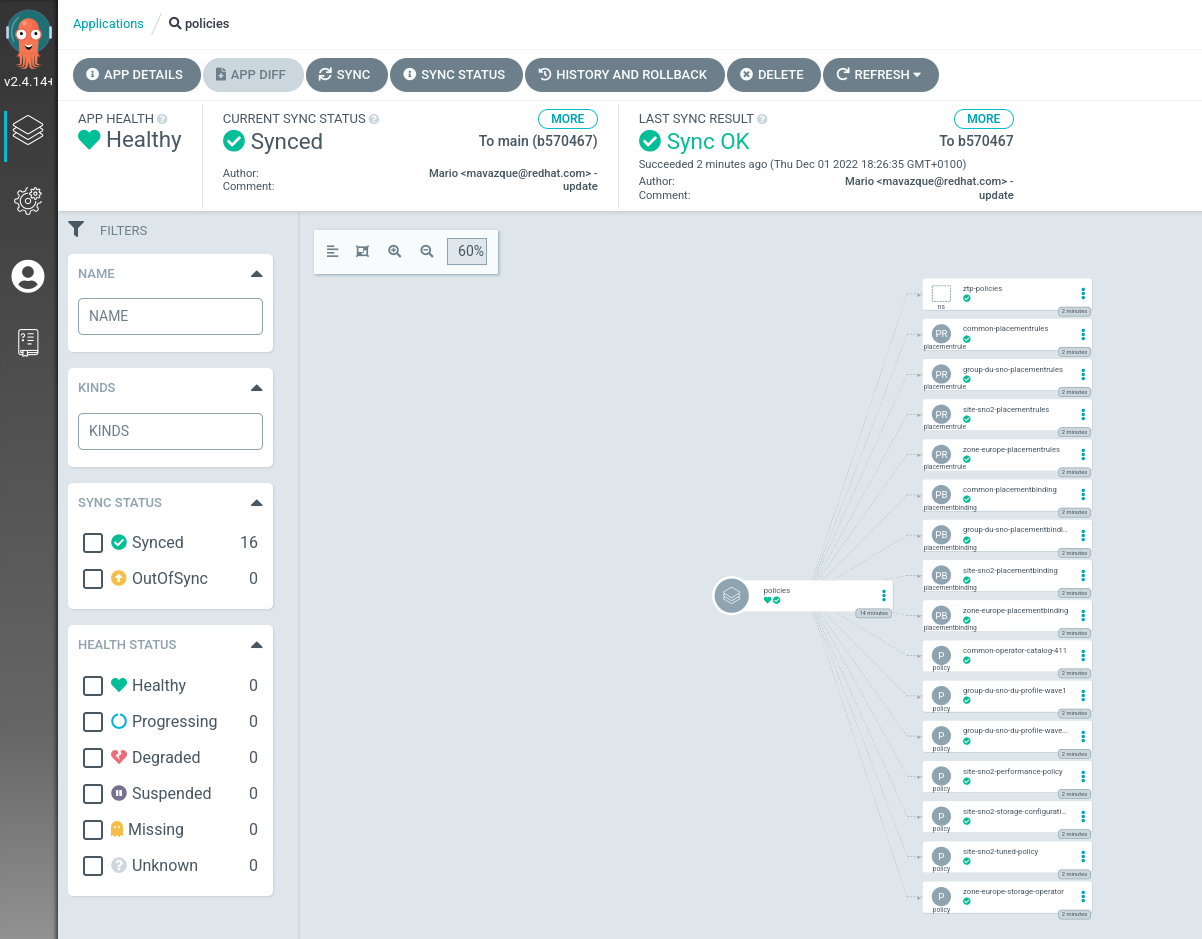 v2.4.14+
Applications
policies
APP DETAILS
APP DIFF
SYNC
SYNC STATUS
HISTORY AND ROLLBACK
DELETE
REFRESH
APP HEALTH
Healthy
CURRENT SYNC STATUS
MORE
Synced
To main (b570467)
Author:
Mario <mavazque@redhat.com> -
Comment:
update
LAST SYNC RESULT
MORE
Sync OK
To b570467
Succeeded 2 minutes ago (Thu Dec 01 2022 18:26:35 GMT+0100)
Author:
Mario <mavazque@redhat.com> -
Comment:
update
FILTERS
NAME
NAME
KINDS
KINDS
SYNC STATUS
Synced 16
OutOfSync 0
HEALTH STATUS
Healthy 0
Progressing 0
Degraded 0
Suspended 0
Missing 0
Unknown 0
60%
policies
14 minutes
ztp-policies
ns
2 minutes
PR
common-placementrules
placementrule
2 minutes
PR
group-du-sno-placementrules
placementrule
2 minutes
PR
site-sno2-placementrules
placementrule
2 minutes
PR
zone-europe-placementrules
placementrule
2 minutes
PB
common-placementbinding
placementbinding
2 minutes
PB
group-du-sno-placementbindi...
placementbinding
2 minutes
PB
site-sno2-placementbinding
placementbinding
2 minutes
PB
zone-europe-placementbinding
placementbinding
2 minutes
P
common-operator-catalog-411
policy
2 minutes
P
group-du-sno-du-profile-wave1
policy
2 minutes
P
group-du-sno-du-profile-wave...
policy
2 minutes
P
site-sno2-performance-policy
policy
2 minutes
P
site-sno2-storage-configurati...
policy
2 minutes
P
site-sno2-tuned-policy
policy
2 minutes
P
zone-europe-storage-operator
policy
2 minutes